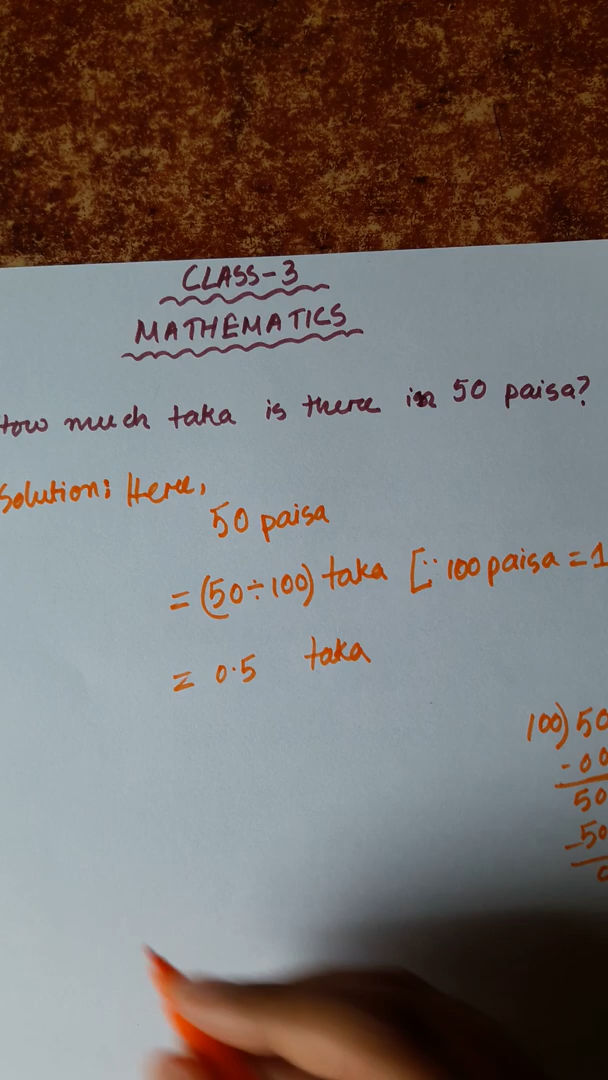 CLASS-3
MATHEMATICS
How much taka is there in 50 paisa?
Solution: Here,
50 paisa
= (50÷100) taka [∵ 100 paisa = 1
= 0.5 taka
100) 50
-00
50
-50
0